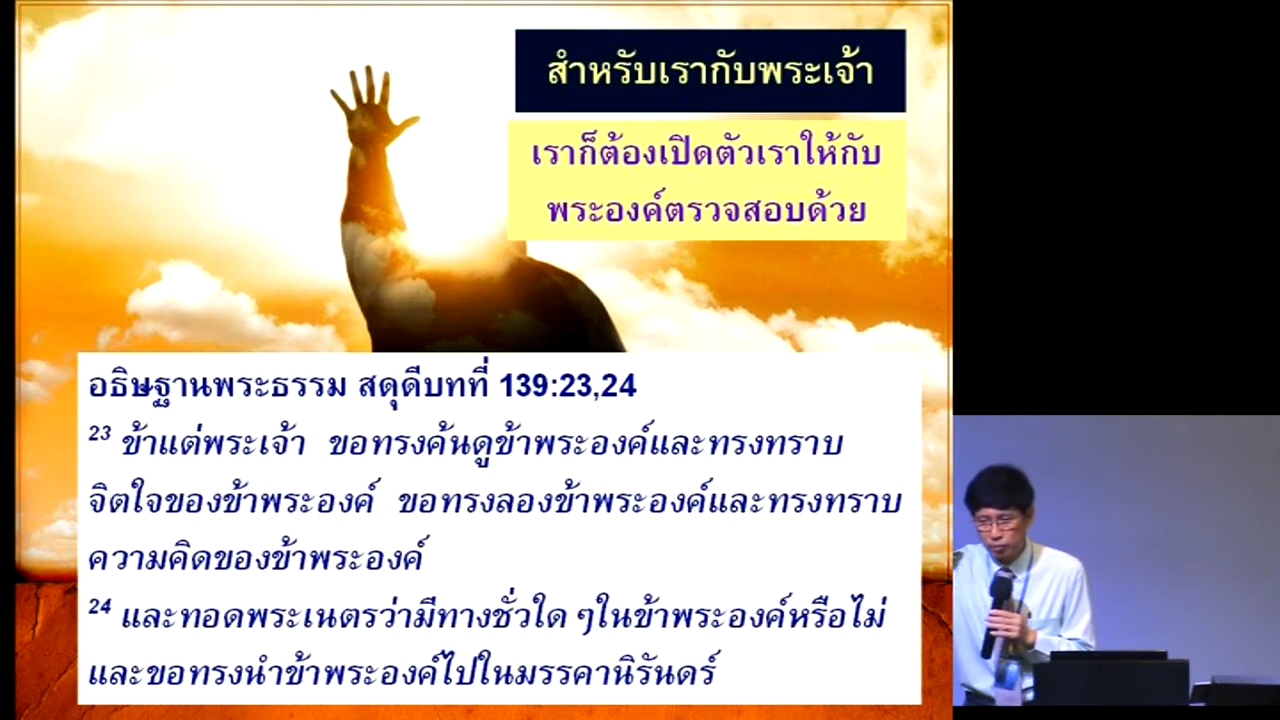 สำหรับเรากับพระเจ้า
เราก็ต้องเปิดตัวเราให้กับ
พระองค์ตรวจสอบด้วย
อธิษฐานพระธรรม สดุดีบทที่ 139:23,24
23 ข้าแต่พระเจ้า ขอทรงค้นดูข้าพระองค์และทรงทราบ
จิตใจของข้าพระองค์ ขอทรงลองข้าพระองค์และทรงทราบ
ความคิดของข้าพระองค์
24 และทอดพระเนตรว่ามีทางชั่วใด ๆในข้าพระองค์หรือไม่
และขอทรงนำข้าพระองค์ไปในมรรคานิรันดร์